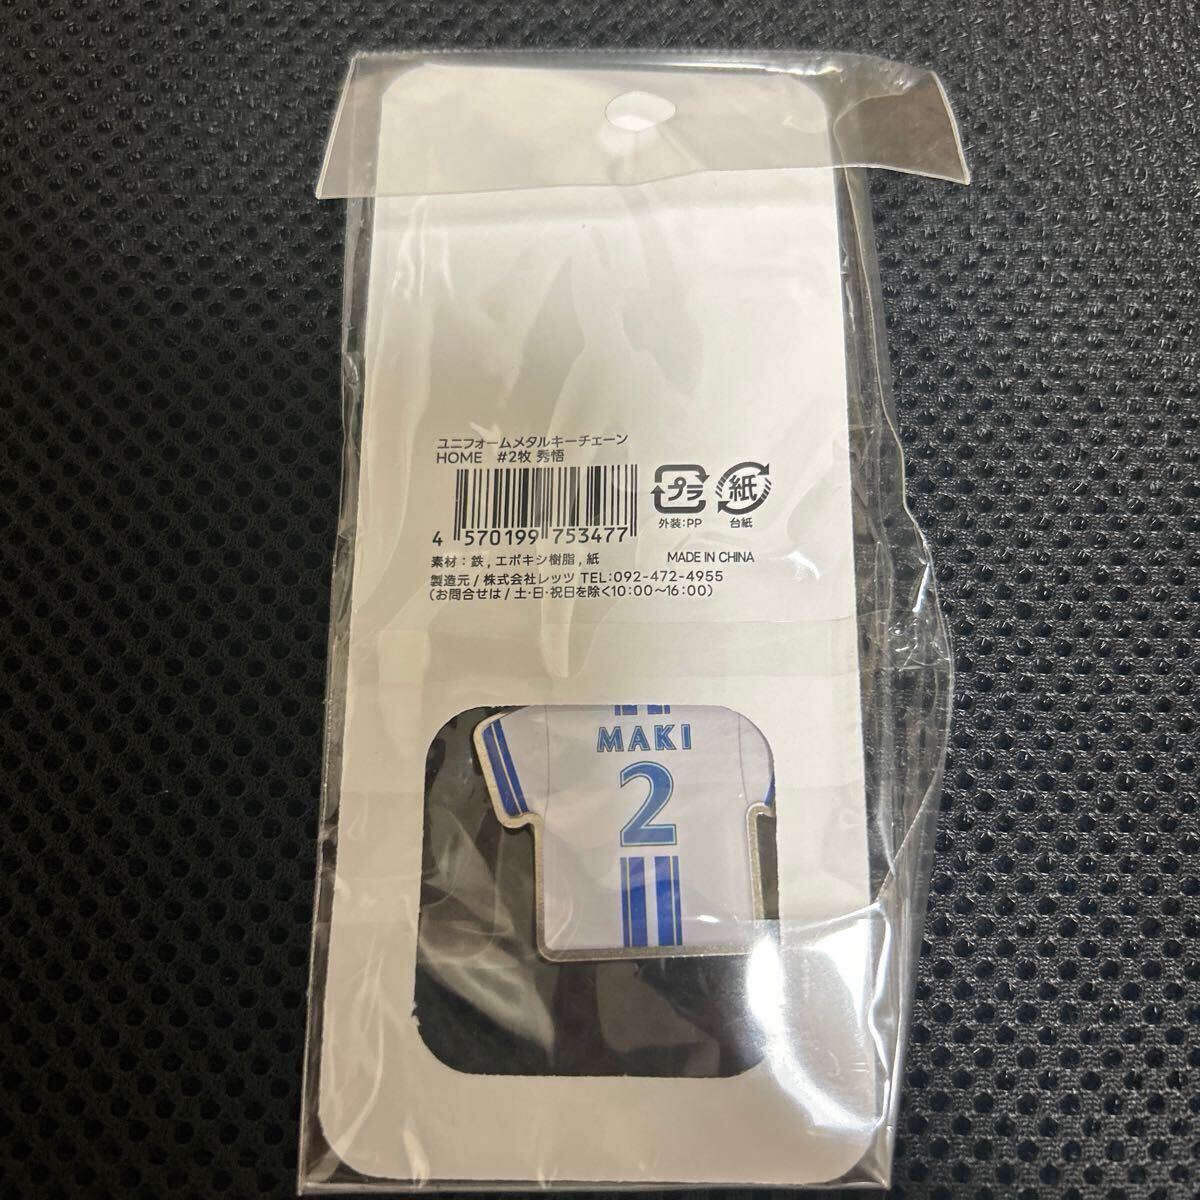 ユニフォームメタルキーチェーン
HOME #2牧 秀悟
プラ
紙
4 570199 753477
外装:PP
台紙
素材：鉄,エポキシ樹脂,紙 MADE IN CHINA
製造元/株式会社レッツ TEL:092-472-4955
(お問合せは/土･日･祝日を除く10:00〜16:00)
MAKI
2